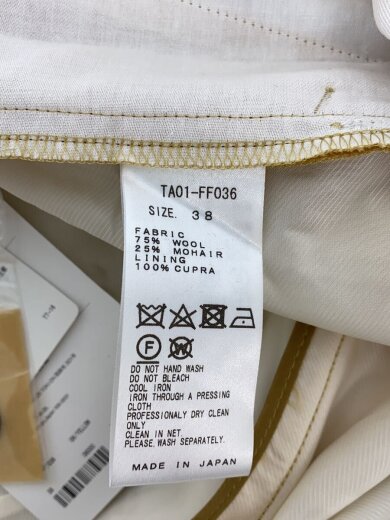 TA01-FF036
SIZE. 38
FABRIC
75% WOOL
25% MOHAIR
LINING
100% CUPRA
F W
DO NOT HAND WASH
DO NOT BLEACH
COOL IRON
IRON THROUGH A PRESSING
CLOTH
PROFESSIONALY DRY CLEAN
ONLY
CLEAN IN NET
PLEASE, WASH SEPARATELY.
MADE IN JAPAN